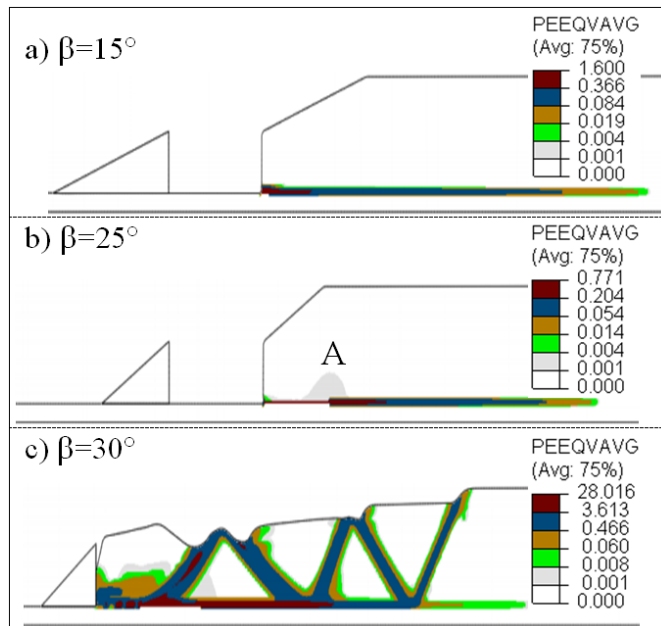 a) β=15°
PEEQVAVG
(Avg: 75%)
1.600
0.366
0.084
0.019
0.004
0.001
0.000
b) β=25°
PEEQVAVG
(Avg: 75%)
0.771
0.204
0.054
0.014
0.004
0.001
0.000
A
c) β=30°
PEEQVAVG
(Avg: 75%)
28.016
3.613
0.466
0.060
0.008
0.001
0.000